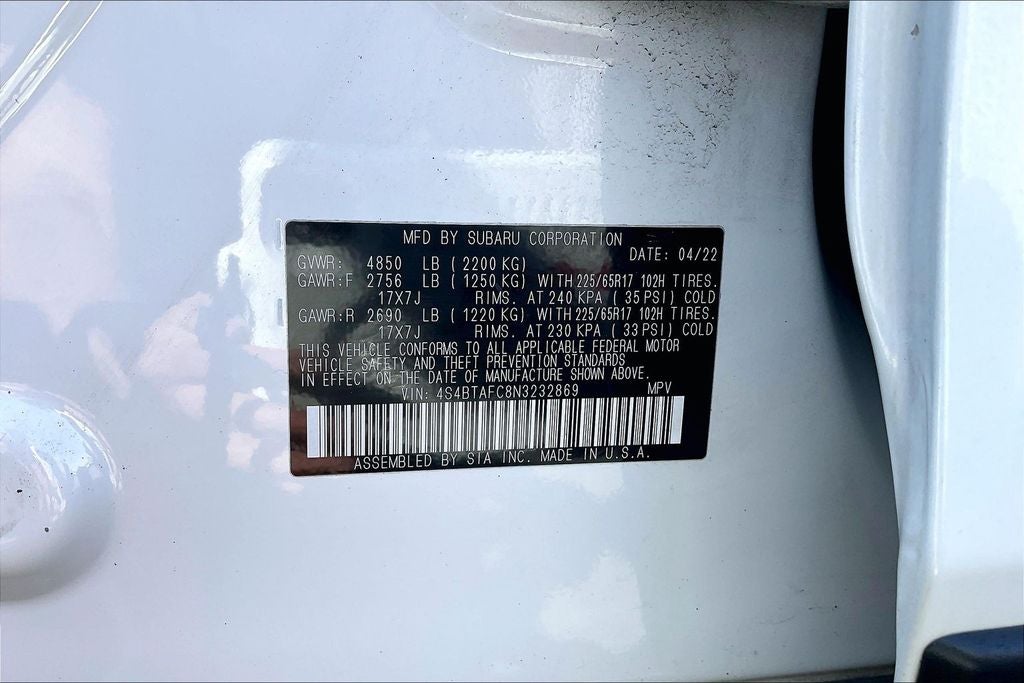 MFD BY SUBARU CORPORATION
DATE: 04/22
GVWR: 4850 LB ( 2200 KG)
GAWR:F 2756 LB ( 1250 KG) WITH 225/65R17 102H TIRES.
17X7J RIMS. AT 240 KPA ( 35 PSI) COLD
GAWR:R 2690 LB ( 1220 KG) WITH 225/65R17 102H TIRES.
17X7J RIMS. AT 230 KPA ( 33 PSI) COLD
THIS VEHICLE CONFORMS TO ALL APPLICABLE FEDERAL MOTOR
VEHICLE SAFETY AND THEFT PREVENTION STANDARDS
IN EFFECT ON THE DATE OF MANUFACTURE SHOWN ABOVE.
VIN: 4S4BTAFC8N3232869 MPV
ASSEMBLED BY SIA INC. MADE IN U.S.A.